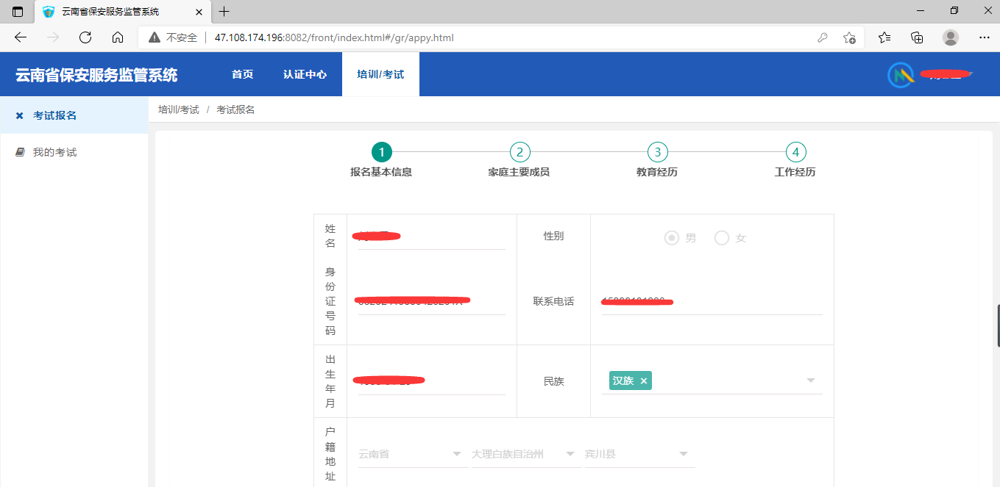 云南省保安服务监管系统
不安全
47.108.174.196:8082/front/index.html#/gr/appy.html
云南省保安服务监管系统
首页
认证中心
培训/考试
考试报名
我的考试
培训/考试 / 考试报名
1
报名基本信息
2
家庭主要成员
3
教育经历
4
工作经历
姓名
性别
男
女
身份证号码
联系电话
出生年月
民族
汉族 ×
户籍地址
云南省
大理白族自治州
宾川县